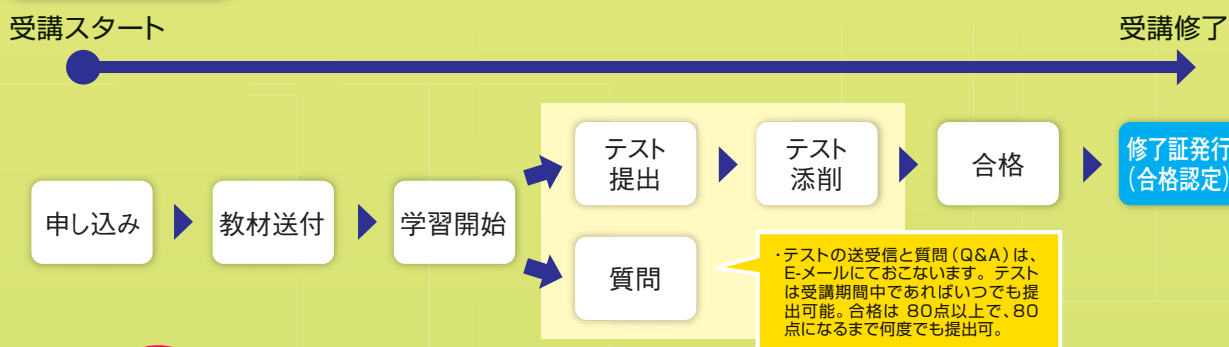 受講スタート
受講修了
申し込み
教材送付
学習開始
テスト
提出
テスト
添削
合格
修了証発行
(合格認定)
質問
・テストの送受信と質問(Q&A)は、
E-メールにておこないます。テスト
は受講期間中であればいつでも提
出可能。合格は 80点以上で、80
点になるまで何度でも提出可。